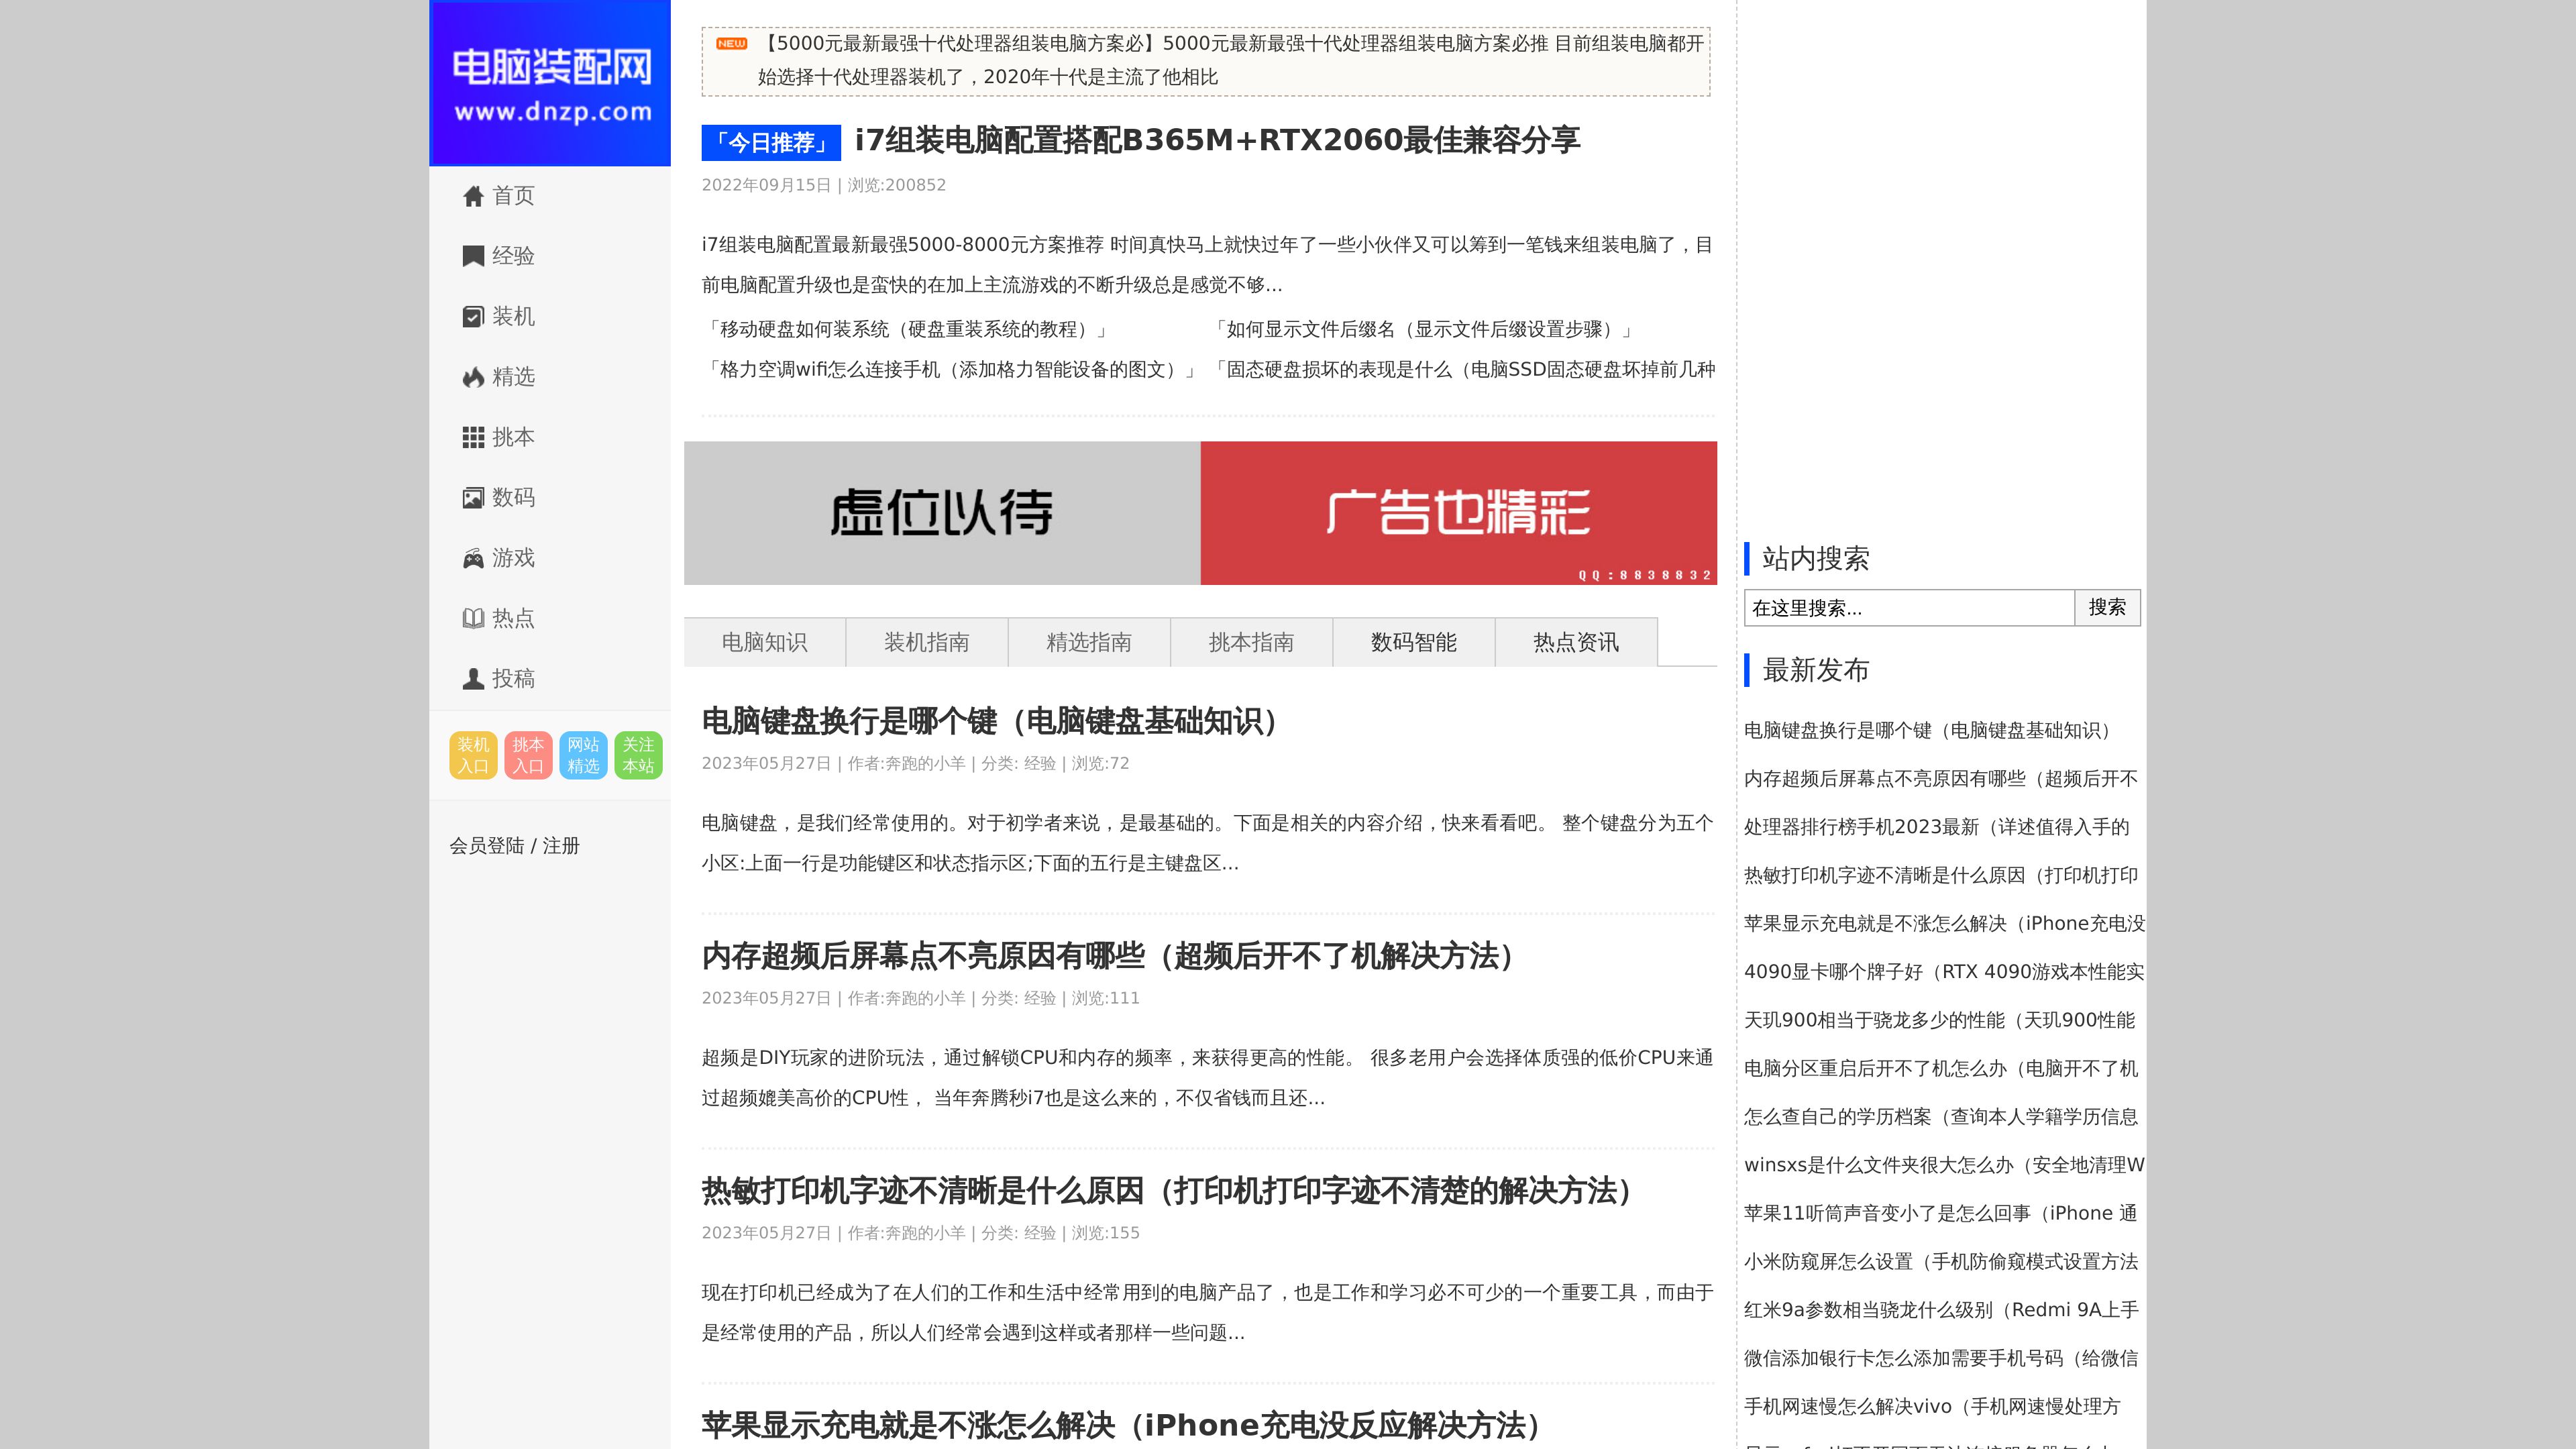 电脑装配网
www.dnzp.com
首页
经验
装机
精选
挑本
数码
游戏
热点
投稿
装机
入口
挑本
入口
网站
精选
关注
本站
会员登陆 / 注册
NEW
【5000元最新最强十代处理器组装电脑方案必】5000元最新最强十代处理器组装电脑方案必推 目前组装电脑都开
始选择十代处理器装机了，2020年十代是主流了他相比
「今日推荐」 i7组装电脑配置搭配B365M+RTX2060最佳兼容分享
2022年09月15日 | 浏览:200852
i7组装电脑配置最新最强5000-8000元方案推荐 时间真快马上就快过年了一些小伙伴又可以筹到一笔钱来组装电脑了，目
前电脑配置升级也是蛮快的在加上主流游戏的不断升级总是感觉不够...
「移动硬盘如何装系统（硬盘重装系统的教程）」
「如何显示文件后缀名（显示文件后缀设置步骤）」
「格力空调wifi怎么连接手机（添加格力智能设备的图文）」
「固态硬盘损坏的表现是什么（电脑SSD固态硬盘坏掉前几种
虚位以待
广告也精彩
QQ:8838832
电脑知识
装机指南
精选指南
挑本指南
数码智能
热点资讯
电脑键盘换行是哪个键（电脑键盘基础知识）
2023年05月27日 | 作者:奔跑的小羊 | 分类: 经验 | 浏览:72
电脑键盘，是我们经常使用的。对于初学者来说，是最基础的。下面是相关的内容介绍，快来看看吧。 整个键盘分为五个
小区:上面一行是功能键区和状态指示区;下面的五行是主键盘区...
内存超频后屏幕点不亮原因有哪些（超频后开不了机解决方法）
2023年05月27日 | 作者:奔跑的小羊 | 分类: 经验 | 浏览:111
超频是DIY玩家的进阶玩法，通过解锁CPU和内存的频率，来获得更高的性能。 很多老用户会选择体质强的低价CPU来通
过超频媲美高价的CPU性， 当年奔腾秒i7也是这么来的，不仅省钱而且还...
热敏打印机字迹不清晰是什么原因（打印机打印字迹不清楚的解决方法）
2023年05月27日 | 作者:奔跑的小羊 | 分类: 经验 | 浏览:155
现在打印机已经成为了在人们的工作和生活中经常用到的电脑产品了，也是工作和学习必不可少的一个重要工具，而由于
是经常使用的产品，所以人们经常会遇到这样或者那样一些问题...
苹果显示充电就是不涨怎么解决（iPhone充电没反应解决方法）
站内搜索
在这里搜索...
搜索
最新发布
电脑键盘换行是哪个键（电脑键盘基础知识）
内存超频后屏幕点不亮原因有哪些（超频后开不
处理器排行榜手机2023最新（详述值得入手的
热敏打印机字迹不清晰是什么原因（打印机打印
苹果显示充电就是不涨怎么解决（iPhone充电没
4090显卡哪个牌子好（RTX 4090游戏本性能实
天玑900相当于骁龙多少的性能（天玑900性能
电脑分区重启后开不了机怎么办（电脑开不了机
怎么查自己的学历档案（查询本人学籍学历信息
winsxs是什么文件夹很大怎么办（安全地清理W
苹果11听筒声音变小了是怎么回事（iPhone 通
小米防窥屏怎么设置（手机防偷窥模式设置方法
红米9a参数相当骁龙什么级别（Redmi 9A上手
微信添加银行卡怎么添加需要手机号码（给微信
手机网速慢怎么解决vivo（手机网速慢处理方